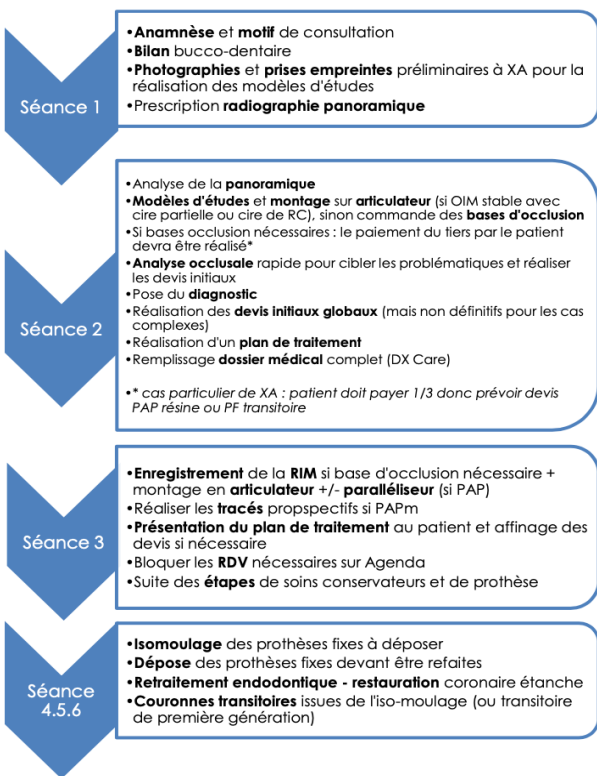 Séance 1
•Anamnèse et motif de consultation
•Bilan bucco-dentaire
•Photographies et prises empreintes préliminaires à XA pour la
réalisation des modèles d'études
•Prescription radiographie panoramique
Séance 2
•Analyse de la panoramique
•Modèles d'études et montage sur articulateur (si OIM stable avec
cire partielle ou cire de RC), sinon commande des bases d'occlusion
•Si bases occlusion nécessaires : le paiement du tiers par le patient
devra être réalisé*
•Analyse occlusale rapide pour cibler les problématiques et réaliser
les devis initiaux
•Pose du diagnostic
•Réalisation des devis initiaux globaux (mais non définitifs pour les cas
complexes)
•Réalisation d'un plan de traitement
•Remplissage dossier médical complet (DX Care)
•* cas particulier de XA : patient doit payer 1/3 donc prévoir devis
PAP résine ou PF transitoire
Séance 3
•Enregistrement de la RIM si base d'occlusion nécessaire +
montage en articulateur +/- paralléliseur (si PAP)
•Réaliser les tracés propspectifs si PAPm
•Présentation du plan de traitement au patient et affinage des
devis si nécessaire
•Bloquer les RDV nécessaires sur Agenda
•Suite des étapes de soins conservateurs et de prothèse
Séance
4.5.6
•Isomoulage des prothèses fixes à déposer
•Dépose des prothèses fixes devant être refaites
•Retraitement endodontique - restauration coronaire étanche
•Couronnes transitoires issues de l'iso-moulage (ou transitoire
de première génération)